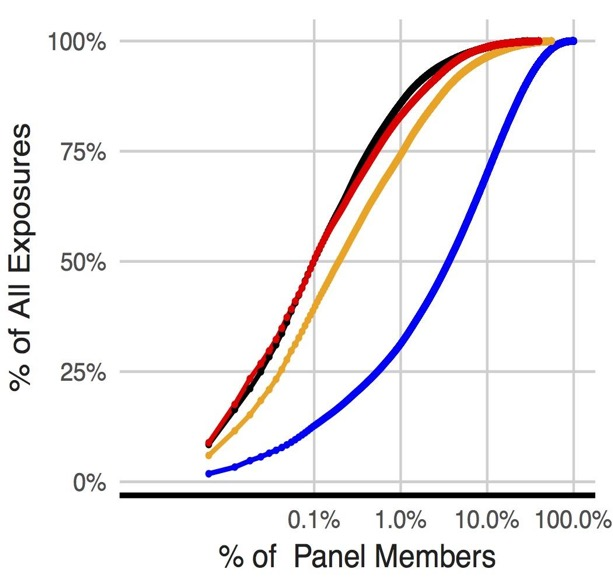 100%
75%
50%
25%
0%
% of All Exposures
0.1% 1.0% 10.0% 100.0%
% of Panel Members